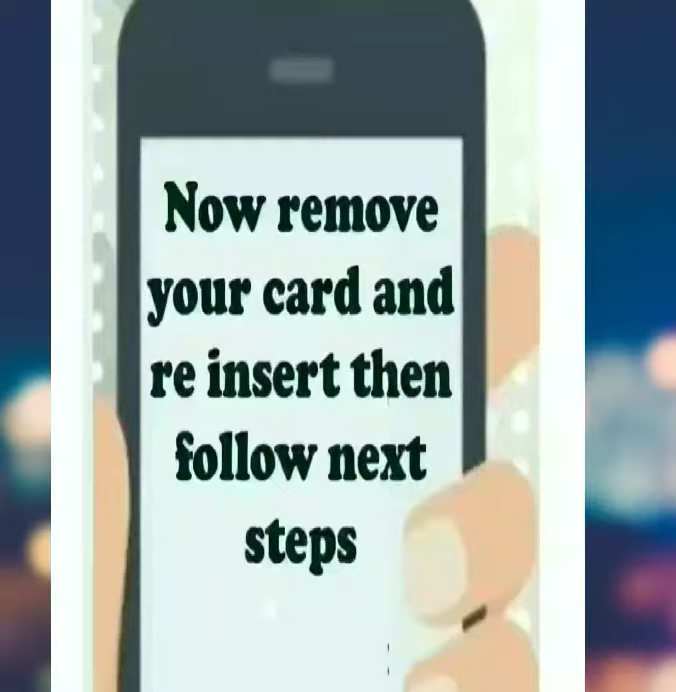 Now remove
your card and
re insert then
follow next
steps